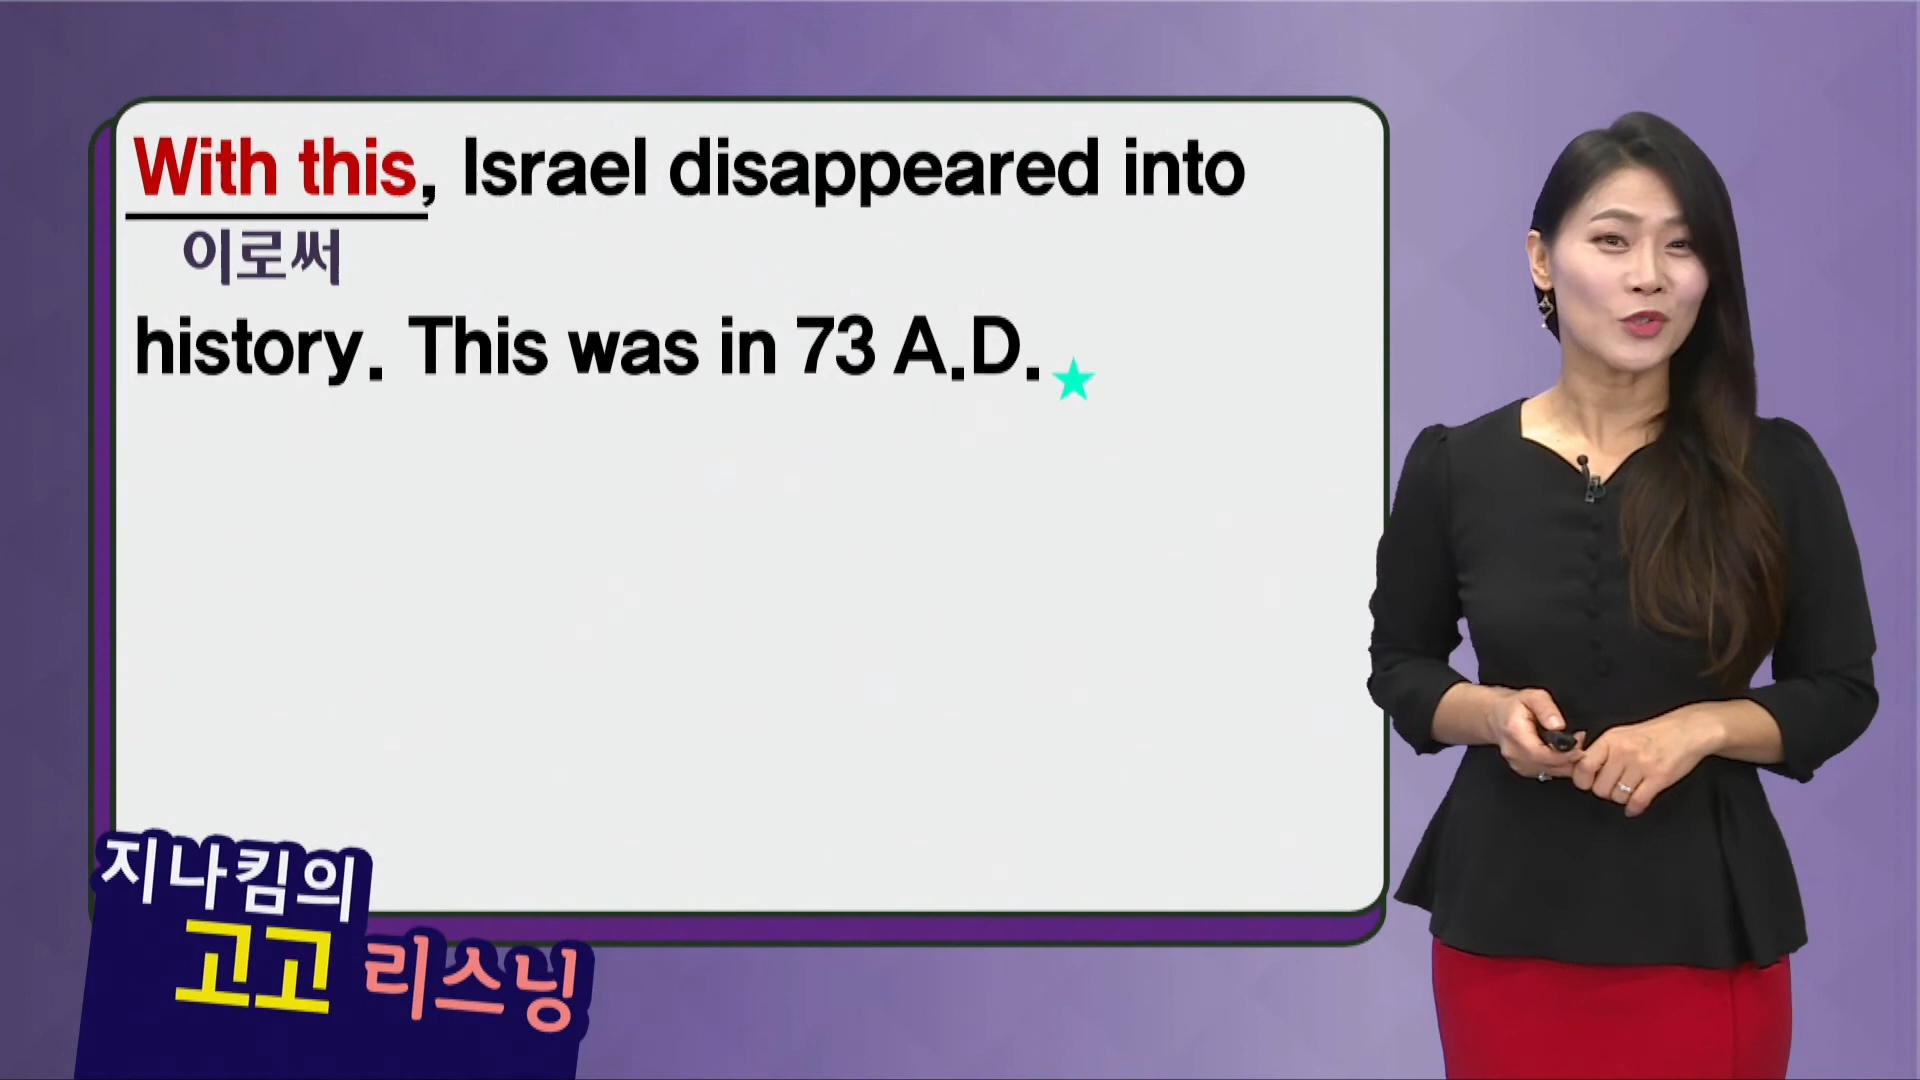 With this, Israel disappeared into
이로써
history. This was in 73 A.D.
지나킴의
고고 리스닝